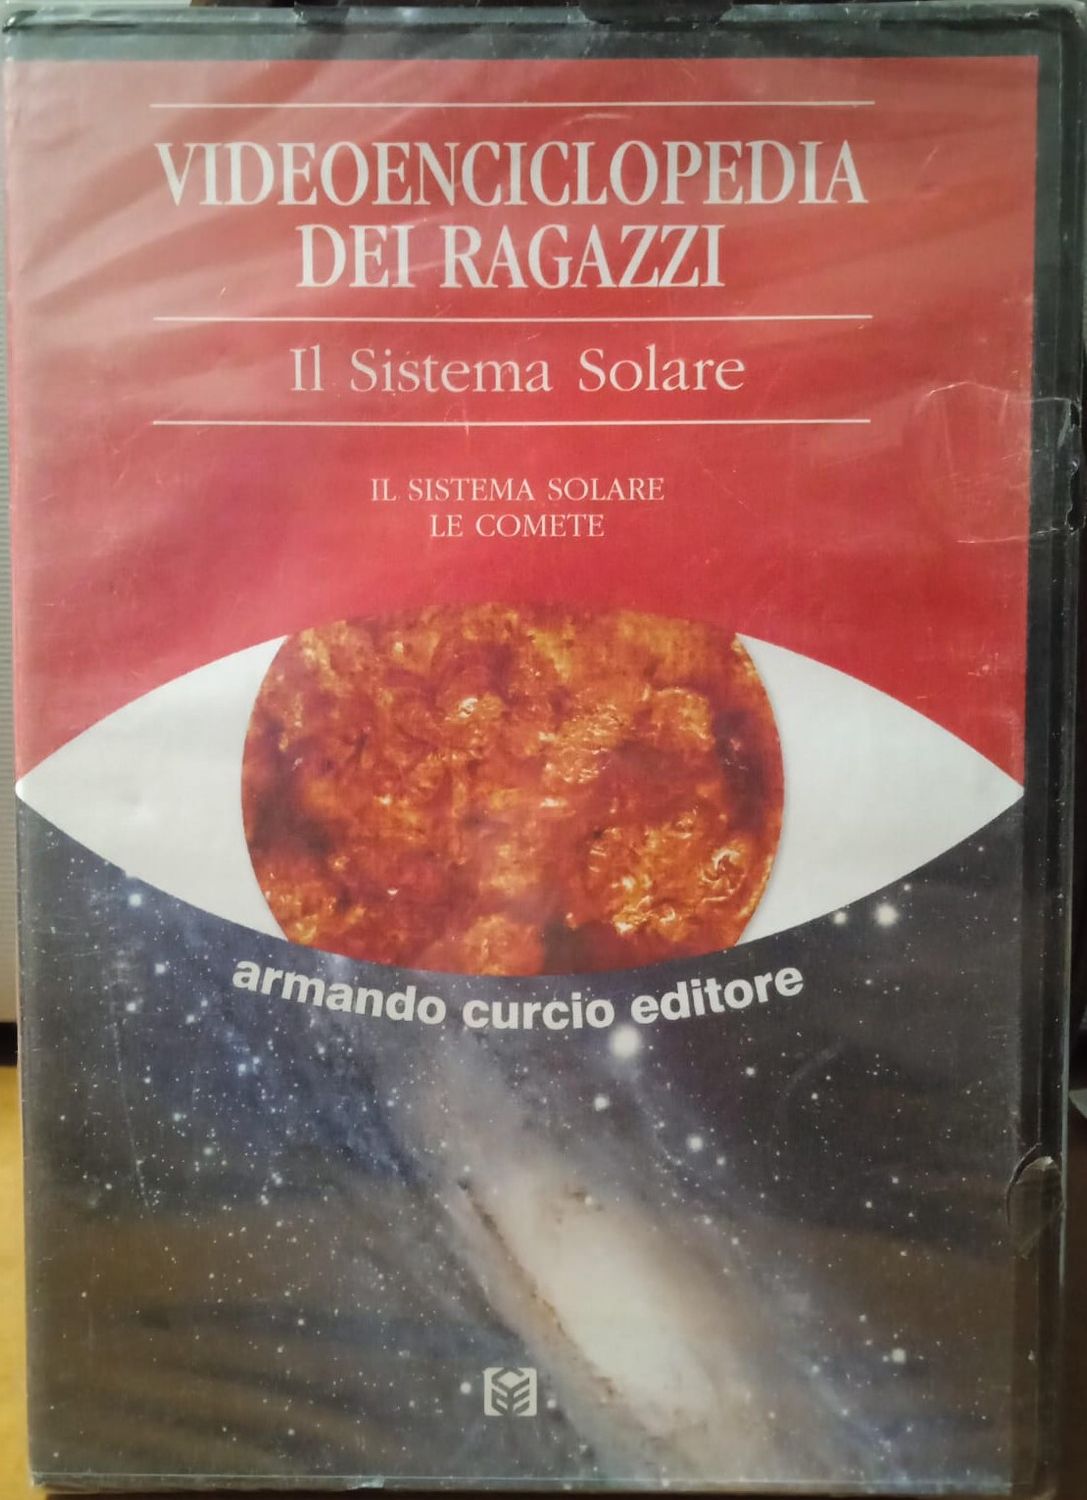 VIDEOENCICLOPEDIA
DEI RAGAZZI
Il Sistema Solare
IL SISTEMA SOLARE
LE COMETE
armando curcio editore